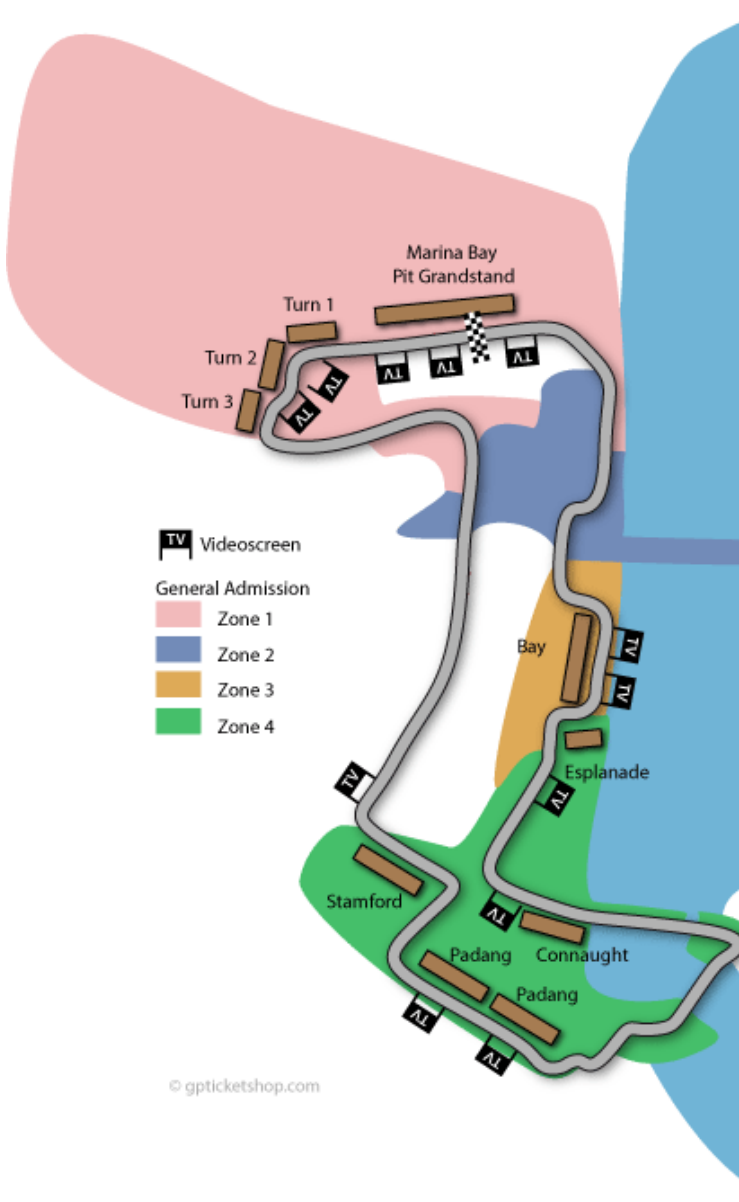 Marina Bay
Pit Grandstand
Turn 1
Turn 2
Turn 3
TV
TV
TV
TV
TV
TV Videoscreen
General Admission
Zone 1
Zone 2
Zone 3
Zone 4
Bay
TV
TV
Esplanade
TV
TV
Stamford
TV
Connaught
Padang
Padang
TV
TV
© gpticketshop.com